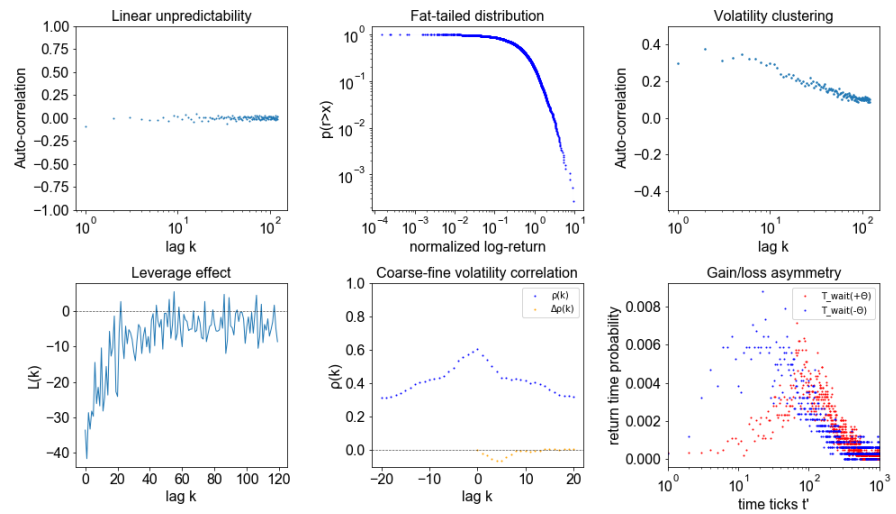 Linear unpredictability
Fat-tailed distribution
Volatility clustering
Auto-correlation
1.00
0.75
0.50
0.25
0.00
−0.25
−0.50
−0.75
−1.00
10^0
10^1
10^2
lag k
p(r>x)
10^0
10^−1
10^−2
10^−3
10^−4
10^−3
10^−2
10^−1
10^0
10^1
normalized log-return
Auto-correlation
0.4
0.2
0.0
−0.2
−0.4
10^0
10^1
10^2
lag k
Leverage effect
Coarse-fine volatility correlation
Gain/loss asymmetry
L(k)
0
−10
−20
−30
−40
0
20
40
60
80
100
120
lag k
ρ(k)
1.0
0.8
0.6
0.4
0.2
0.0
−20
−10
0
10
20
lag k
ρ(k)
Δρ(k)
return time probability
0.008
0.006
0.004
0.002
0.000
10^0
10^1
10^2
10^3
time ticks t'
T_wait(+Θ)
T_wait(-Θ)